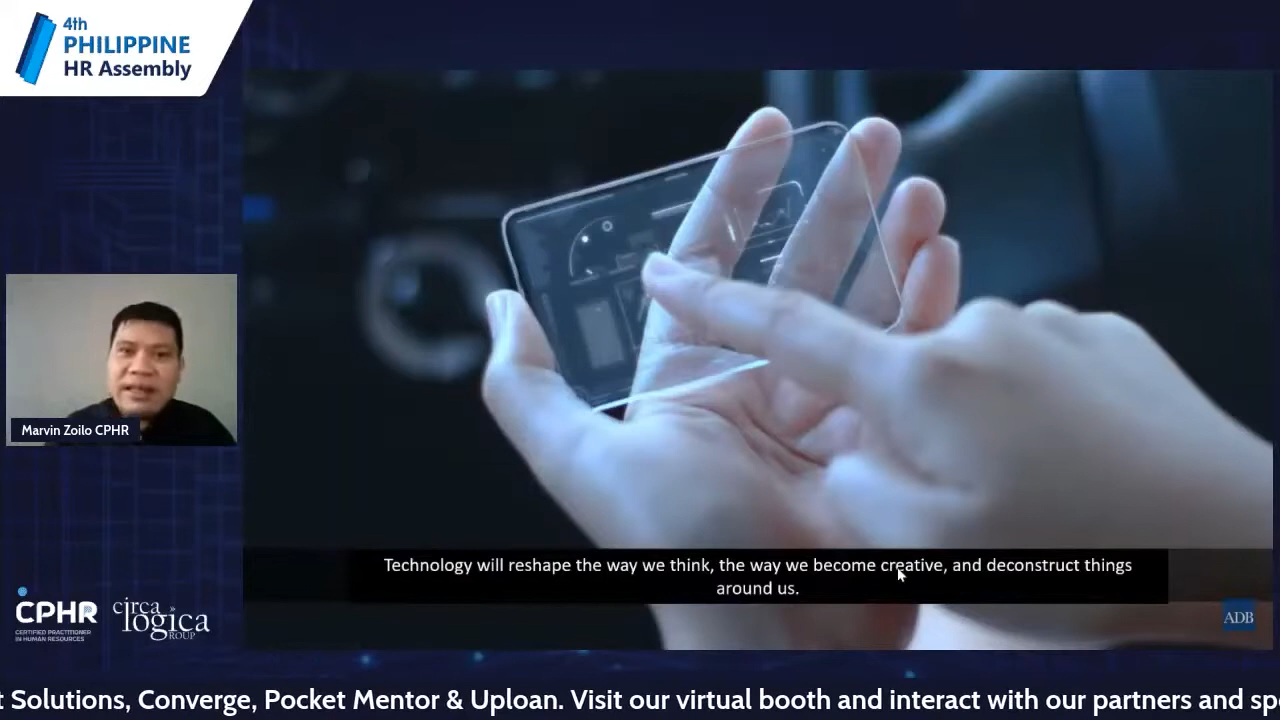 4th
PHILIPPINE
HR Assembly
Marvin Zoilo CPHR
Technology will reshape the way we think, the way we become creative, and deconstruct things
around us.
ADB
CPHR
CERTIFIED PRACTITIONER
IN HUMAN RESOURCES
circa
logica
GROUP
t Solutions, Converge, Pocket Mentor & Uploan. Visit our virtual booth and interact with our partners and sp